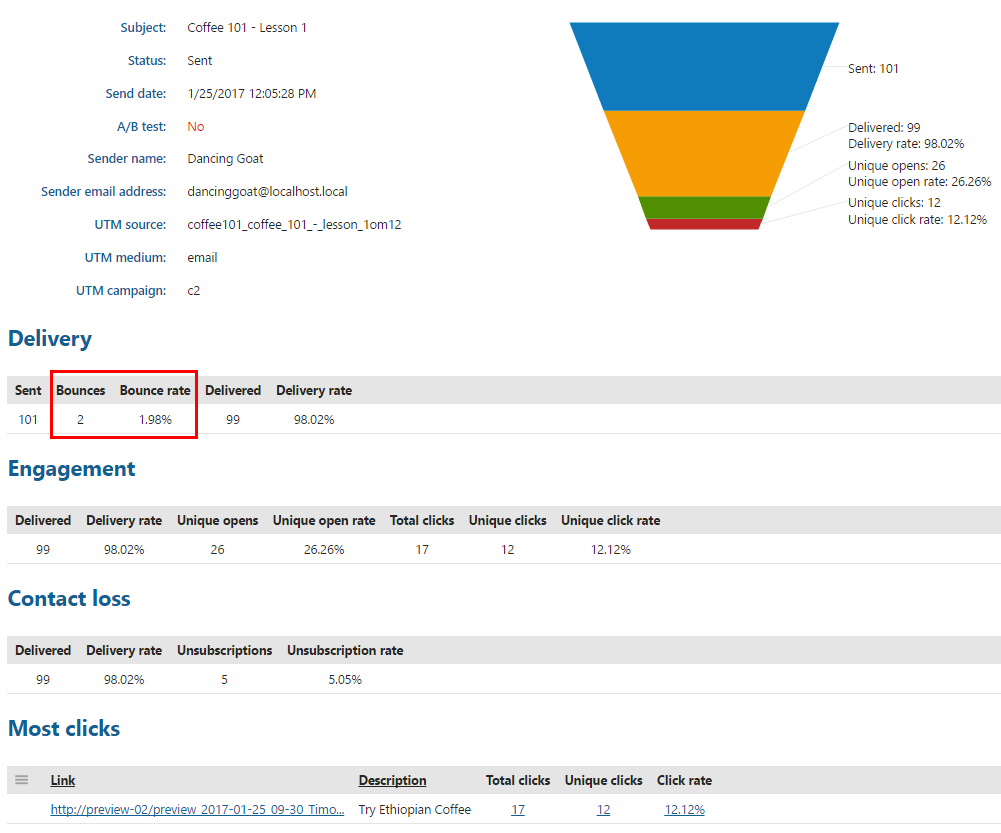 Subject: Coffee 101 - Lesson 1
Status: Sent
Send date: 1/25/2017 12:05:28 PM
A/B test: No
Sender name: Dancing Goat
Sender email address: dancinggoat@localhost.local
UTM source: coffee101_coffee_101_-_lesson_1om12
UTM medium: email
UTM campaign: c2
Sent: 101
Delivered: 99
Delivery rate: 98.02%
Unique opens: 26
Unique open rate: 26.26%
Unique clicks: 12
Unique click rate: 12.12%
Delivery
Sent Bounces Bounce rate Delivered Delivery rate
101 2 1.98% 99 98.02%
Engagement
Delivered Delivery rate Unique opens Unique open rate Total clicks Unique clicks Unique click rate
99 98.02% 26 26.26% 17 12 12.12%
Contact loss
Delivered Delivery rate Unsubscriptions Unsubscription rate
99 98.02% 5 5.05%
Most clicks
Link Description Total clicks Unique clicks Click rate
http://preview-02/preview_2017-01-25_09-30_Timo... Try Ethiopian Coffee 17 12 12.12%